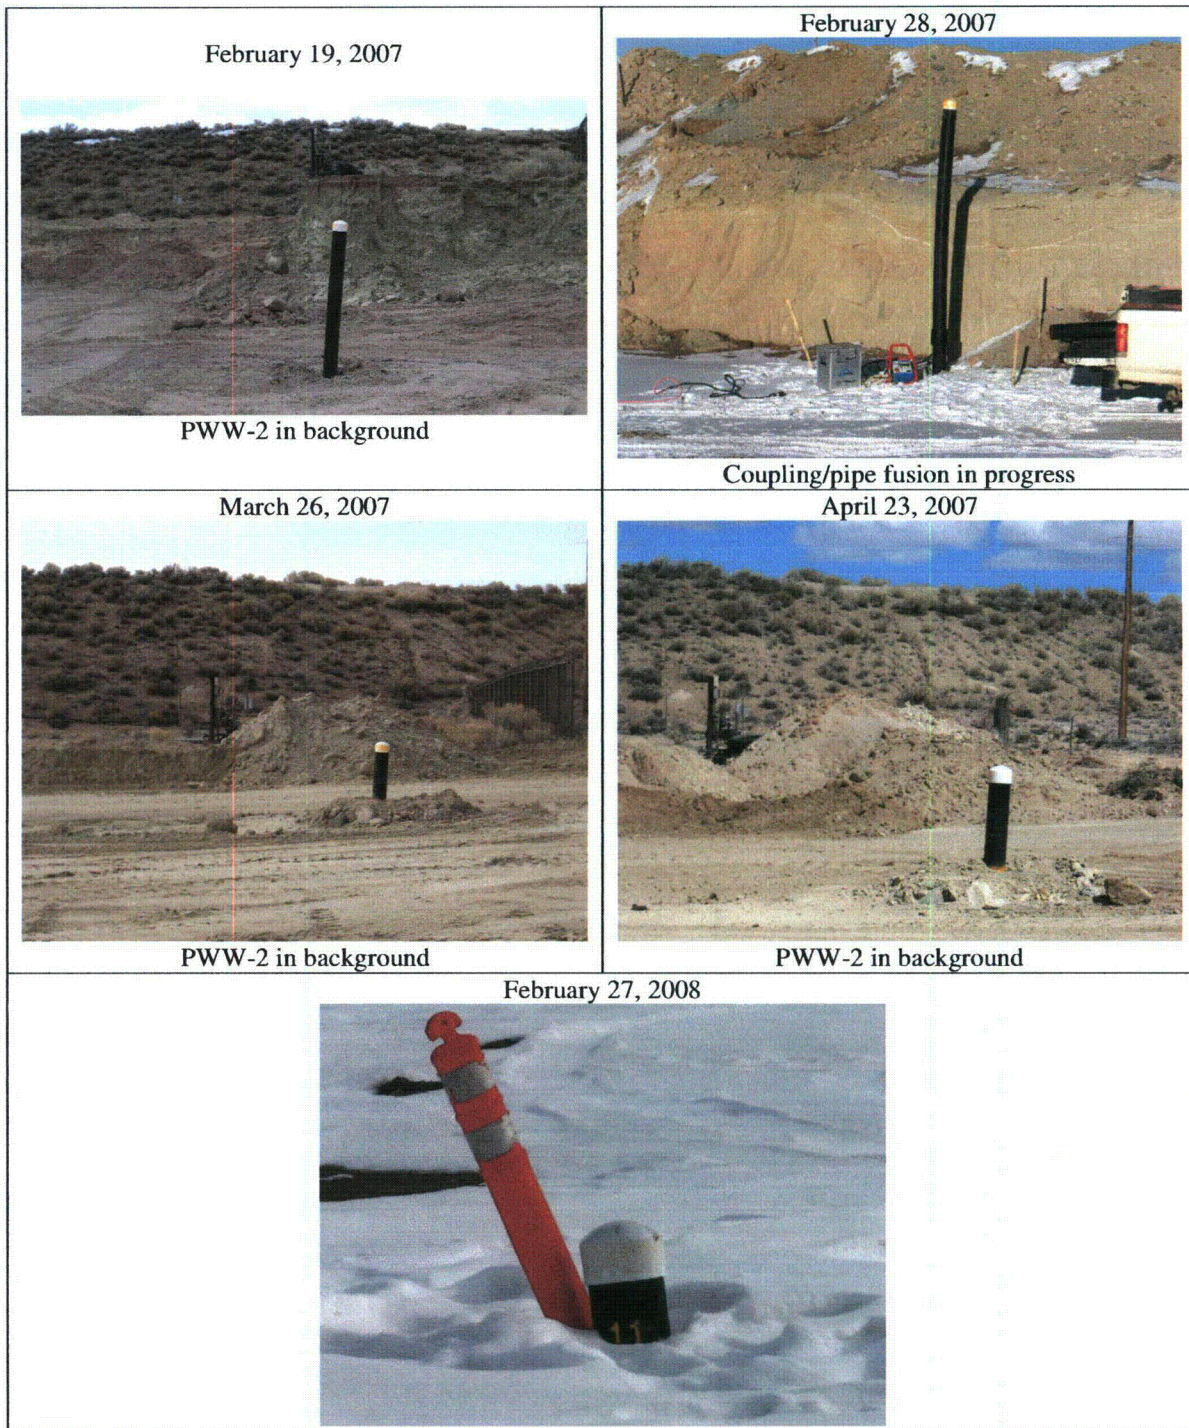 February 19, 2007
February 28, 2007
PWW-2 in background
Coupling/pipe fusion in progress
March 26, 2007
April 23, 2007
PWW-2 in background
PWW-2 in background
February 27, 2008
11